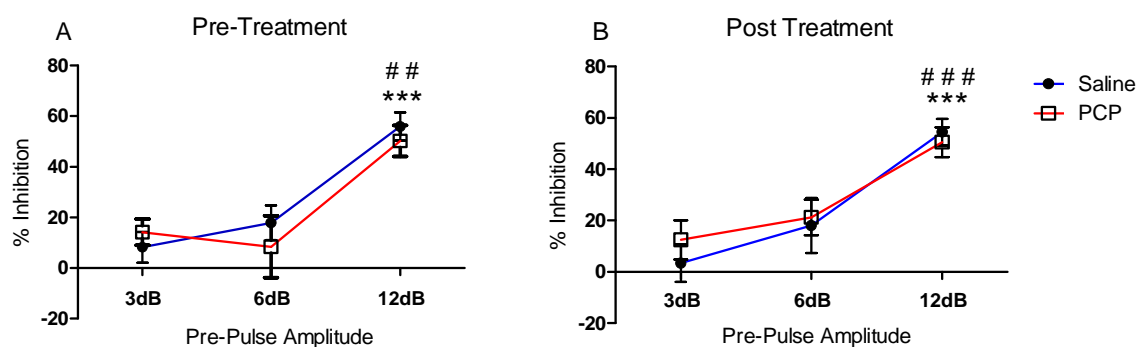 A
Pre-Treatment
80
60
40
20
0
-20
% Inhibition
# #
***
3dB 6dB 12dB
Pre-Pulse Amplitude
B
Post Treatment
80
60
40
20
0
-20
% Inhibition
# # #
***
3dB 6dB 12dB
Pre-Pulse Amplitude
Saline
PCP